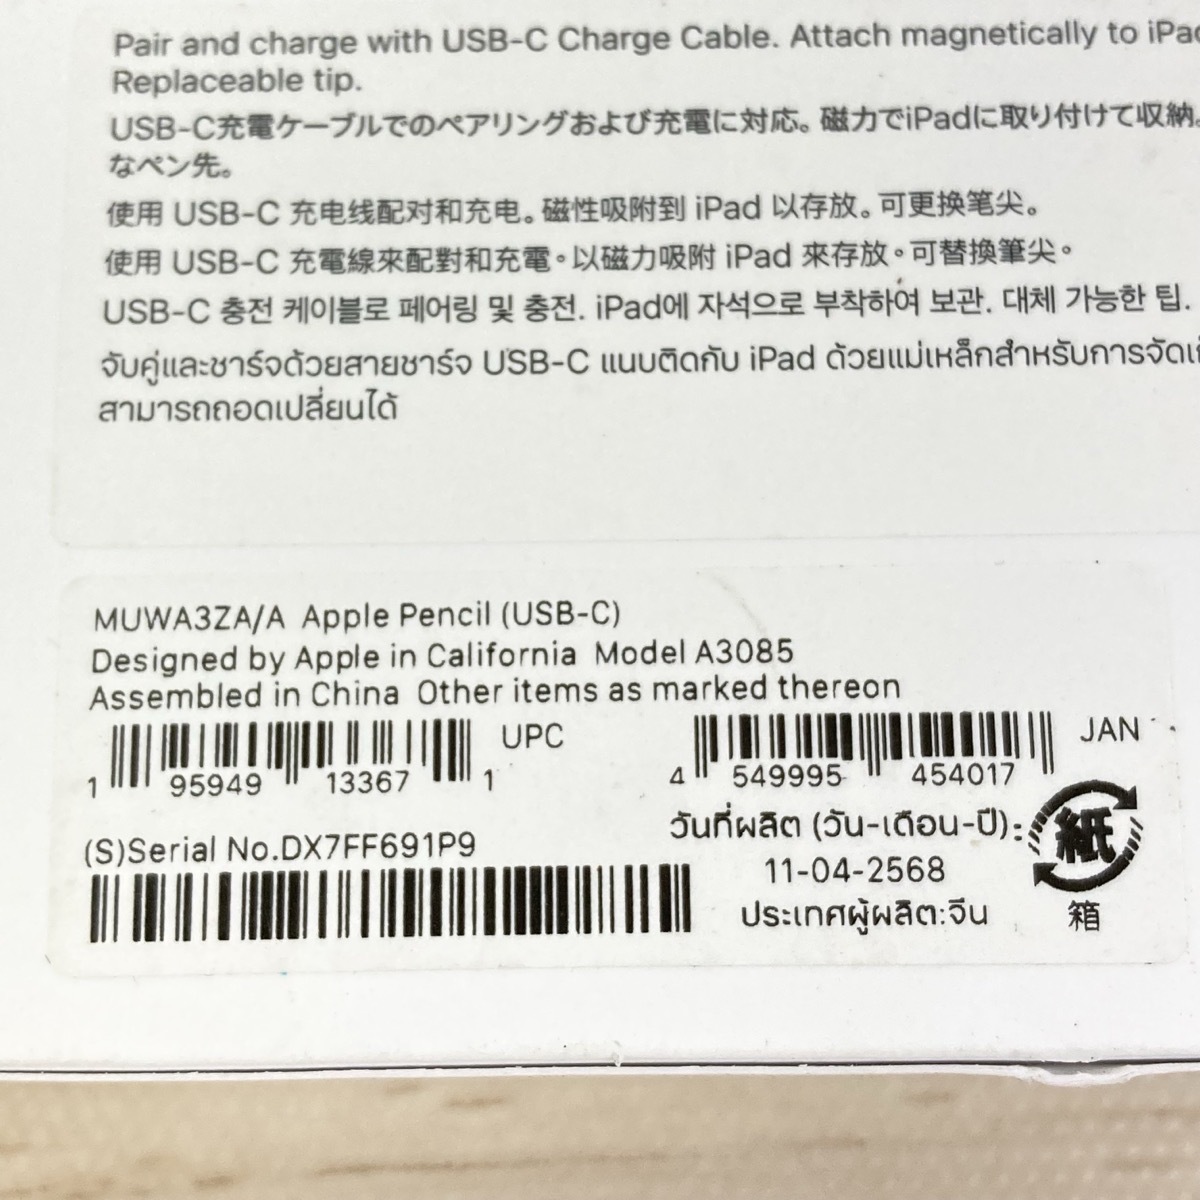 Pair and charge with USB-C Charge Cable. Attach magnetically to iPad
Replaceable tip.
USB-C充電ケーブルでのペアリングおよび充電に対応。磁力でiPadに取り付けて収納。
なペン先。
使用 USB-C 充电线配对和充电。磁性吸附到 iPad 以存放。可更换笔尖。
使用 USB-C 充電線來配對和充電。以磁力吸附 iPad 來存放。可替換筆尖。
USB-C 충전 케이블로 페어링 및 충전. iPad에 자석으로 부착하여 보관. 대체 가능한 팁.
จับคู่และชาร์จด้วยสายชาร์จ USB-C แนบติดกับ iPad ด้วยแม่เหล็กสำหรับการจัดเก็
สามารถถอดเปลี่ยนได้
MUWA3ZA/A Apple Pencil (USB-C)
Designed by Apple in California Model A3085
Assembled in China Other items as marked thereon
UPC
1 95949 13367 1
JAN
4 549995 454017
(S)Serial No.DX7FF691P9
วันที่ผลิต (วัน-เดือน-ปี):
11-04-2568
ประเทศผู้ผลิต:จีน
紙
箱